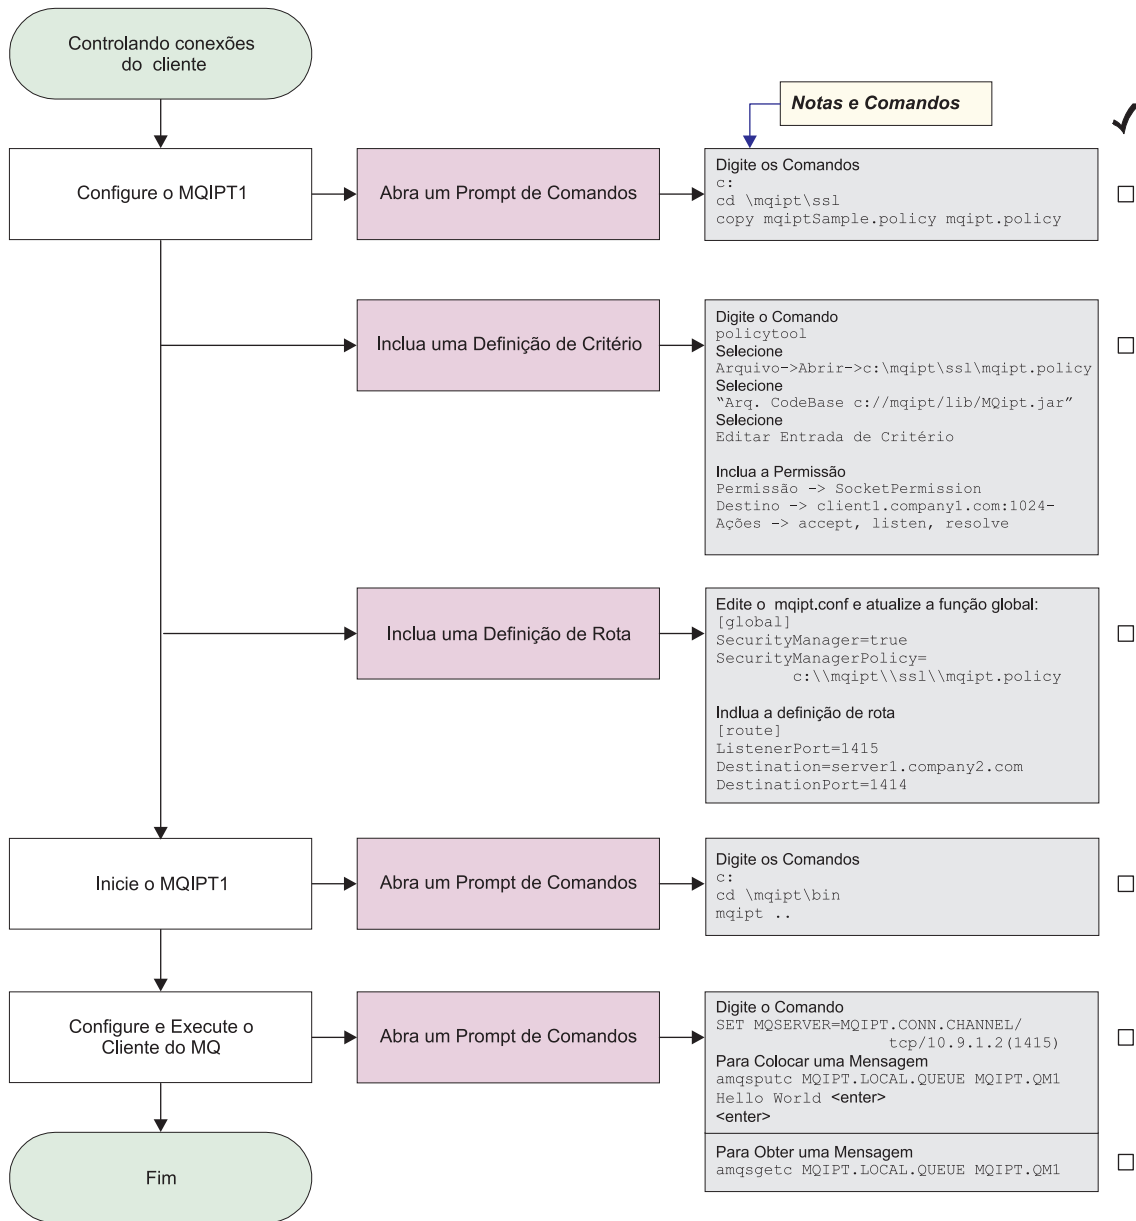 Controlando conexões
do cliente
Notas e Comandos
Configure o MQIPT1
Abra um Prompt de Comandos
Digite os Comandos
c:
cd \mqipt\ssl
copy mqiptSample.policy mqipt.policy
Inclua uma Definição de Critério
Digite o Comando
policytool
Selecione
Arquivo->Abrir->c:\mqipt\ssl\mqipt.policy
Selecione
“Arq. CodeBase c://mqipt/lib/MQipt.jar”
Selecione
Editar Entrada de Critério
Inclua a Permissão
Permissão -> SocketPermission
Destino -> client1.company1.com:1024-
Ações -> accept, listen, resolve
Inclua uma Definição de Rota
Edite o mqipt.conf e atualize a função global:
[global]
SecurityManager=true
SecurityManagerPolicy=
c:\\mqipt\\ssl\\mqipt.policy
Indlua a definição de rota
[route]
ListenerPort=1415
Destination=server1.company2.com
DestinationPort=1414
Inicie o MQIPT1
Abra um Prompt de Comandos
Digite os Comandos
c:
cd \mqipt\bin
mqipt ..
Configure e Execute o
Cliente do MQ
Abra um Prompt de Comandos
Digite o Comando
SET MQSERVER=MQIPT.CONN.CHANNEL/
tcp/10.9.1.2(1415)
Para Colocar uma Mensagem
amqsputc MQIPT.LOCAL.QUEUE MQIPT.QM1
Hello World <enter>
<enter>
Para Obter uma Mensagem
amqsgetc MQIPT.LOCAL.QUEUE MQIPT.QM1
Fim